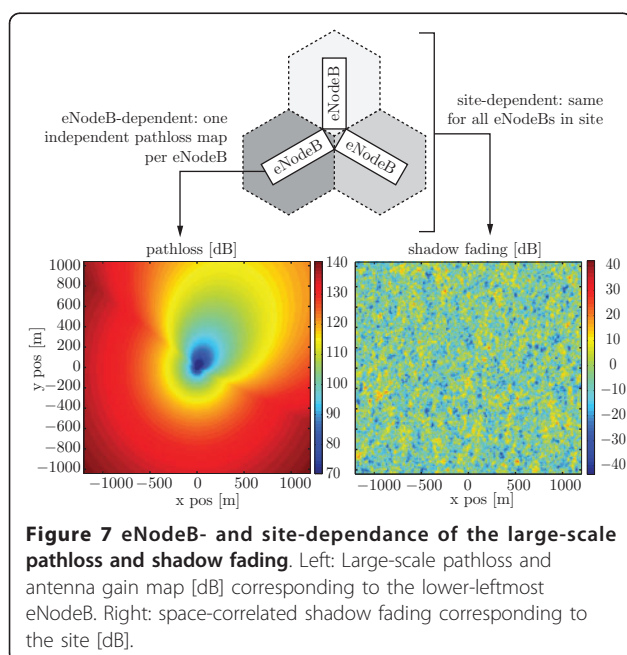 eNodeB-dependent: one
independent pathloss map
per eNodeB
eNodeB
eNodeB
eNodeB
site-dependent: same
for all eNodeBs in site
pathloss [dB]
1000
800
600
400
200
0
−200
−400
−600
−800
−1000
y pos [m]
−1000 −500 0 500 1000
x pos [m]
140
130
120
110
100
90
80
70
shadow fading [dB]
−1000 −500 0 500 1000
x pos [m]
40
30
20
10
0
−10
−20
−30
−40
Figure 7 eNodeB- and site-dependance of the large-scale
pathloss and shadow fading. Left: Large-scale pathloss and
antenna gain map [dB] corresponding to the lower-leftmost
eNodeB. Right: space-correlated shadow fading corresponding to
the site [dB].